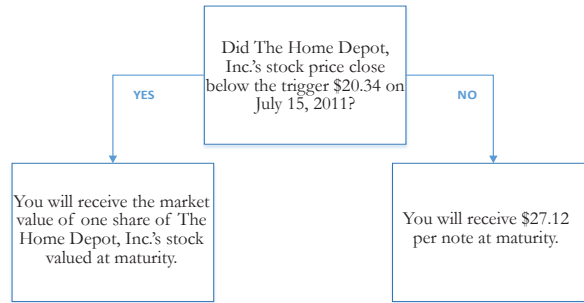 Did The Home Depot,
Inc.'s stock price close
below the trigger $20.34 on
July 15, 2011?
YES
NO
You will receive the market
value of one share of The
Home Depot, Inc.'s stock
valued at maturity.
You will receive $27.12
per note at maturity.